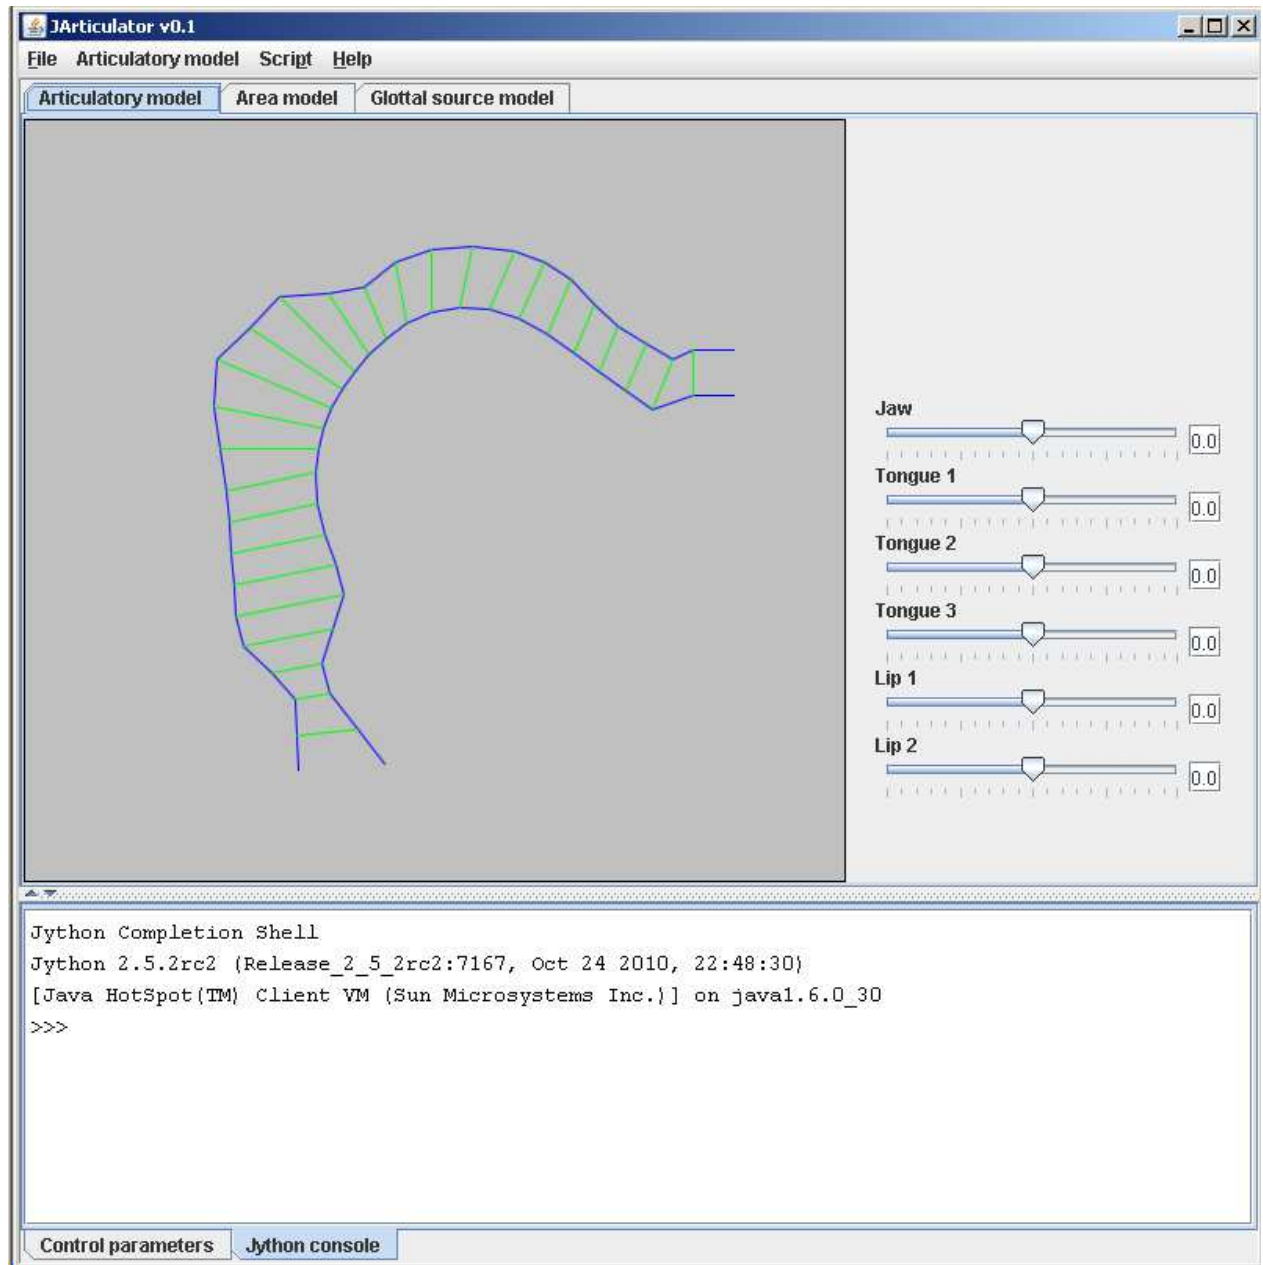 JArticulator v0.1
File Articulatory model Script Help
Articulatory model Area model Glottal source model
Jaw
0.0
Tongue 1
0.0
Tongue 2
0.0
Tongue 3
0.0
Lip 1
0.0
Lip 2
0.0
Jython Completion Shell
Jython 2.5.2rc2 (Release_2_5_2rc2:7167, Oct 24 2010, 22:48:30)
[Java HotSpot(TM) Client VM (Sun Microsystems Inc.)] on java1.6.0_30
>>>
Control parameters Jython console